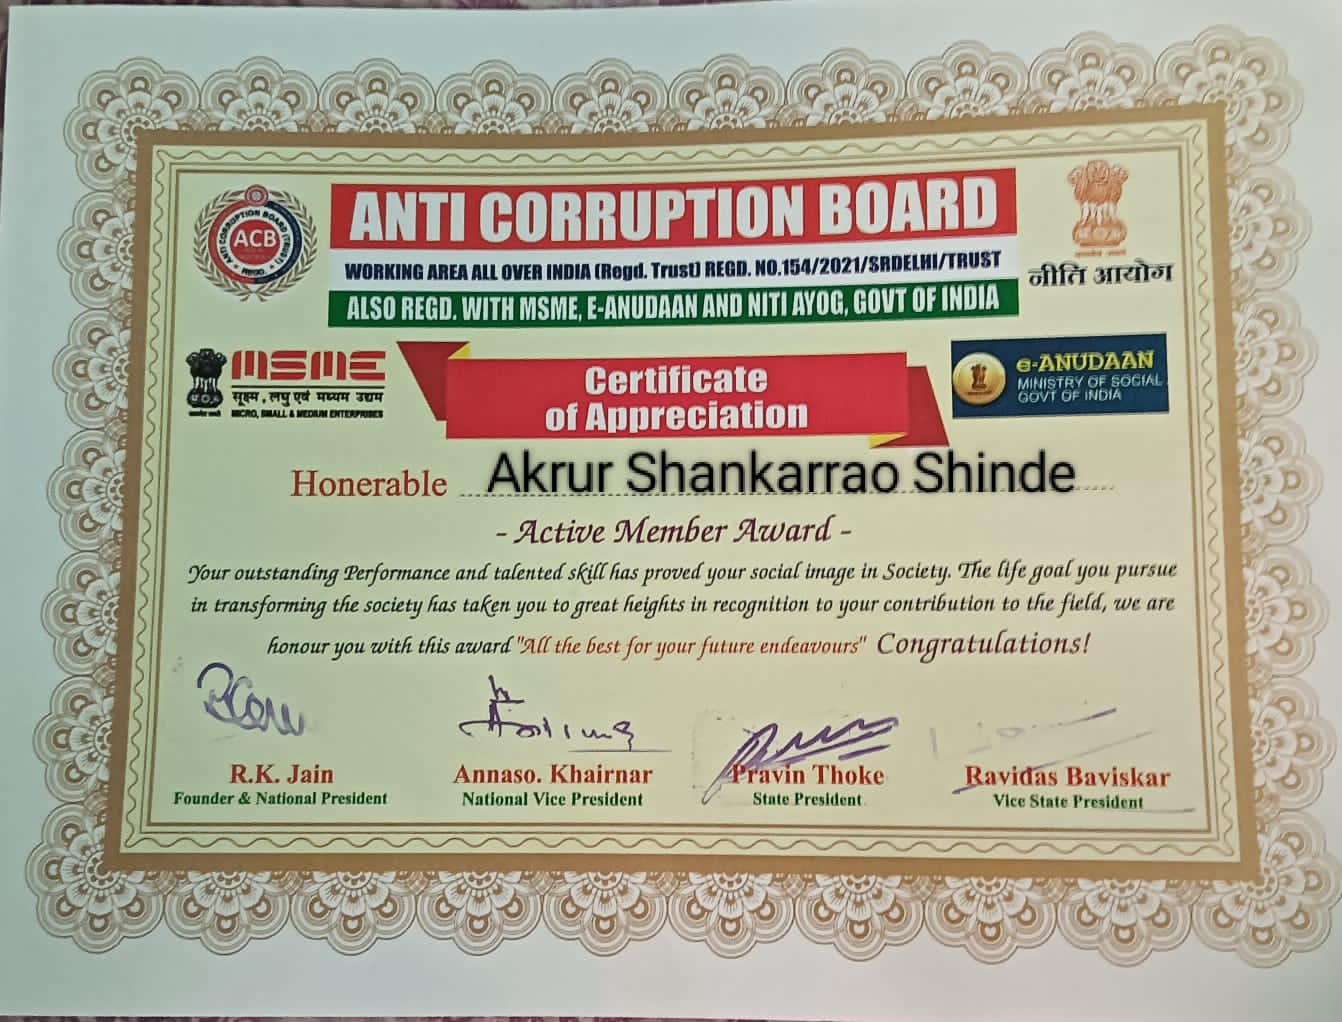 ANTI CORRUPTION BOARD
WORKING AREA ALL OVER INDIA (Regd. Trust) REGD. NO.154/2021/SRDELHI/TRUST
ALSO REGD. WITH MSME, E-ANUDAAN AND NITI AYOG, GOVT OF INDIA
ANTI CORRUPTION BOARD (TRUST)
ACB
REGD.
नीति आयोग
MSME
सूक्ष्म, लघु एवं मध्यम उद्यम
MICRO, SMALL & MEDIUM ENTERPRISES
Certificate
of Appreciation
e-ANUDAAN
MINISTRY OF SOCIAL
GOVT OF INDIA
Honerable Akrur Shankarrao Shinde
- Active Member Award -
Your outstanding Performance and talented skill has proved your social image in Society. The life goal you pursue
in transforming the society has taken you to great heights in recognition to your contribution to the field, we are
honour you with this award "All the best for your future endeavours" Congratulations!
R.K. Jain
Founder & National President
Annaso. Khairnar
National Vice President
Pravin Thoke
State President
Ravidas Baviskar
Vice State President